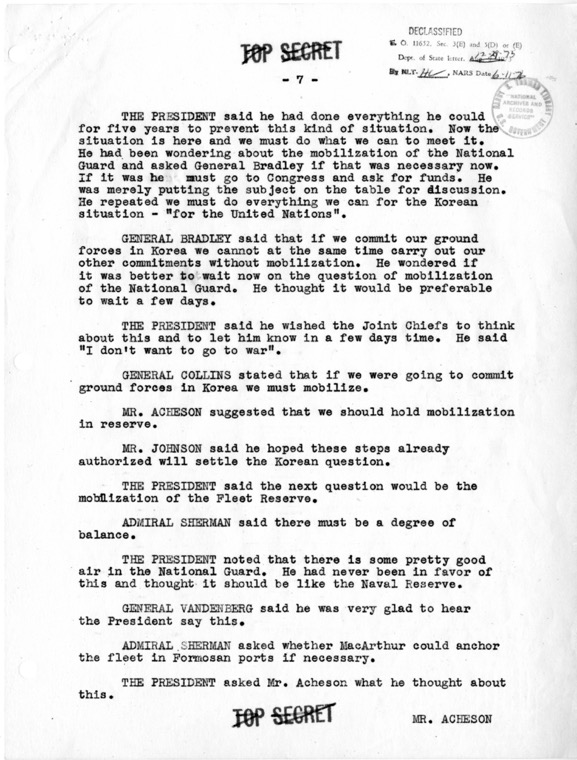 DECLASSIFIED
E. O. 11652, Sec. 3(E) and 5(D) or (E)
TOP SECRET
Dept. of State letter,
By NLT- HC , NARS Date 6-11-76
- 7 -
NATIONAL
ARCHIVES AND
RECORDS
SERVICE
THE PRESIDENT said he had done everything he could
for five years to prevent this kind of situation. Now the
situation is here and we must do what we can to meet it.
He had been wondering about the mobilization of the National
Guard and asked General Bradley if that was necessary now.
If it was he must go to Congress and ask for funds. He
was merely putting the subject on the table for discussion.
He repeated we must do everything we can for the Korean
situation - "for the United Nations".
GENERAL BRADLEY said that if we commit our ground
forces in Korea we cannot at the same time carry out our
other commitments without mobilization. He wondered if
it was better to wait now on the question of mobilization
of the National Guard. He thought it would be preferable
to wait a few days.
THE PRESIDENT said he wished the Joint Chiefs to think
about this and to let him know in a few days time. He said
"I don't want to go to war".
GENERAL COLLINS stated that if we were going to commit
ground forces in Korea we must mobilize.
MR. ACHESON suggested that we should hold mobilization
in reserve.
MR. JOHNSON said he hoped these steps already
authorized will settle the Korean question.
THE PRESIDENT said the next question would be the
mobilization of the Fleet Reserve.
ADMIRAL SHERMAN said there must be a degree of
balance.
THE PRESIDENT noted that there is some pretty good
air in the National Guard. He had never been in favor of
this and thought it should be like the Naval Reserve.
GENERAL VANDENBERG said he was very glad to hear
the President say this.
ADMIRAL SHERMAN asked whether MacArthur could anchor
the fleet in Formosan ports if necessary.
THE PRESIDENT asked Mr. Acheson what he thought about
this.
TOP SECRET
MR. ACHESON